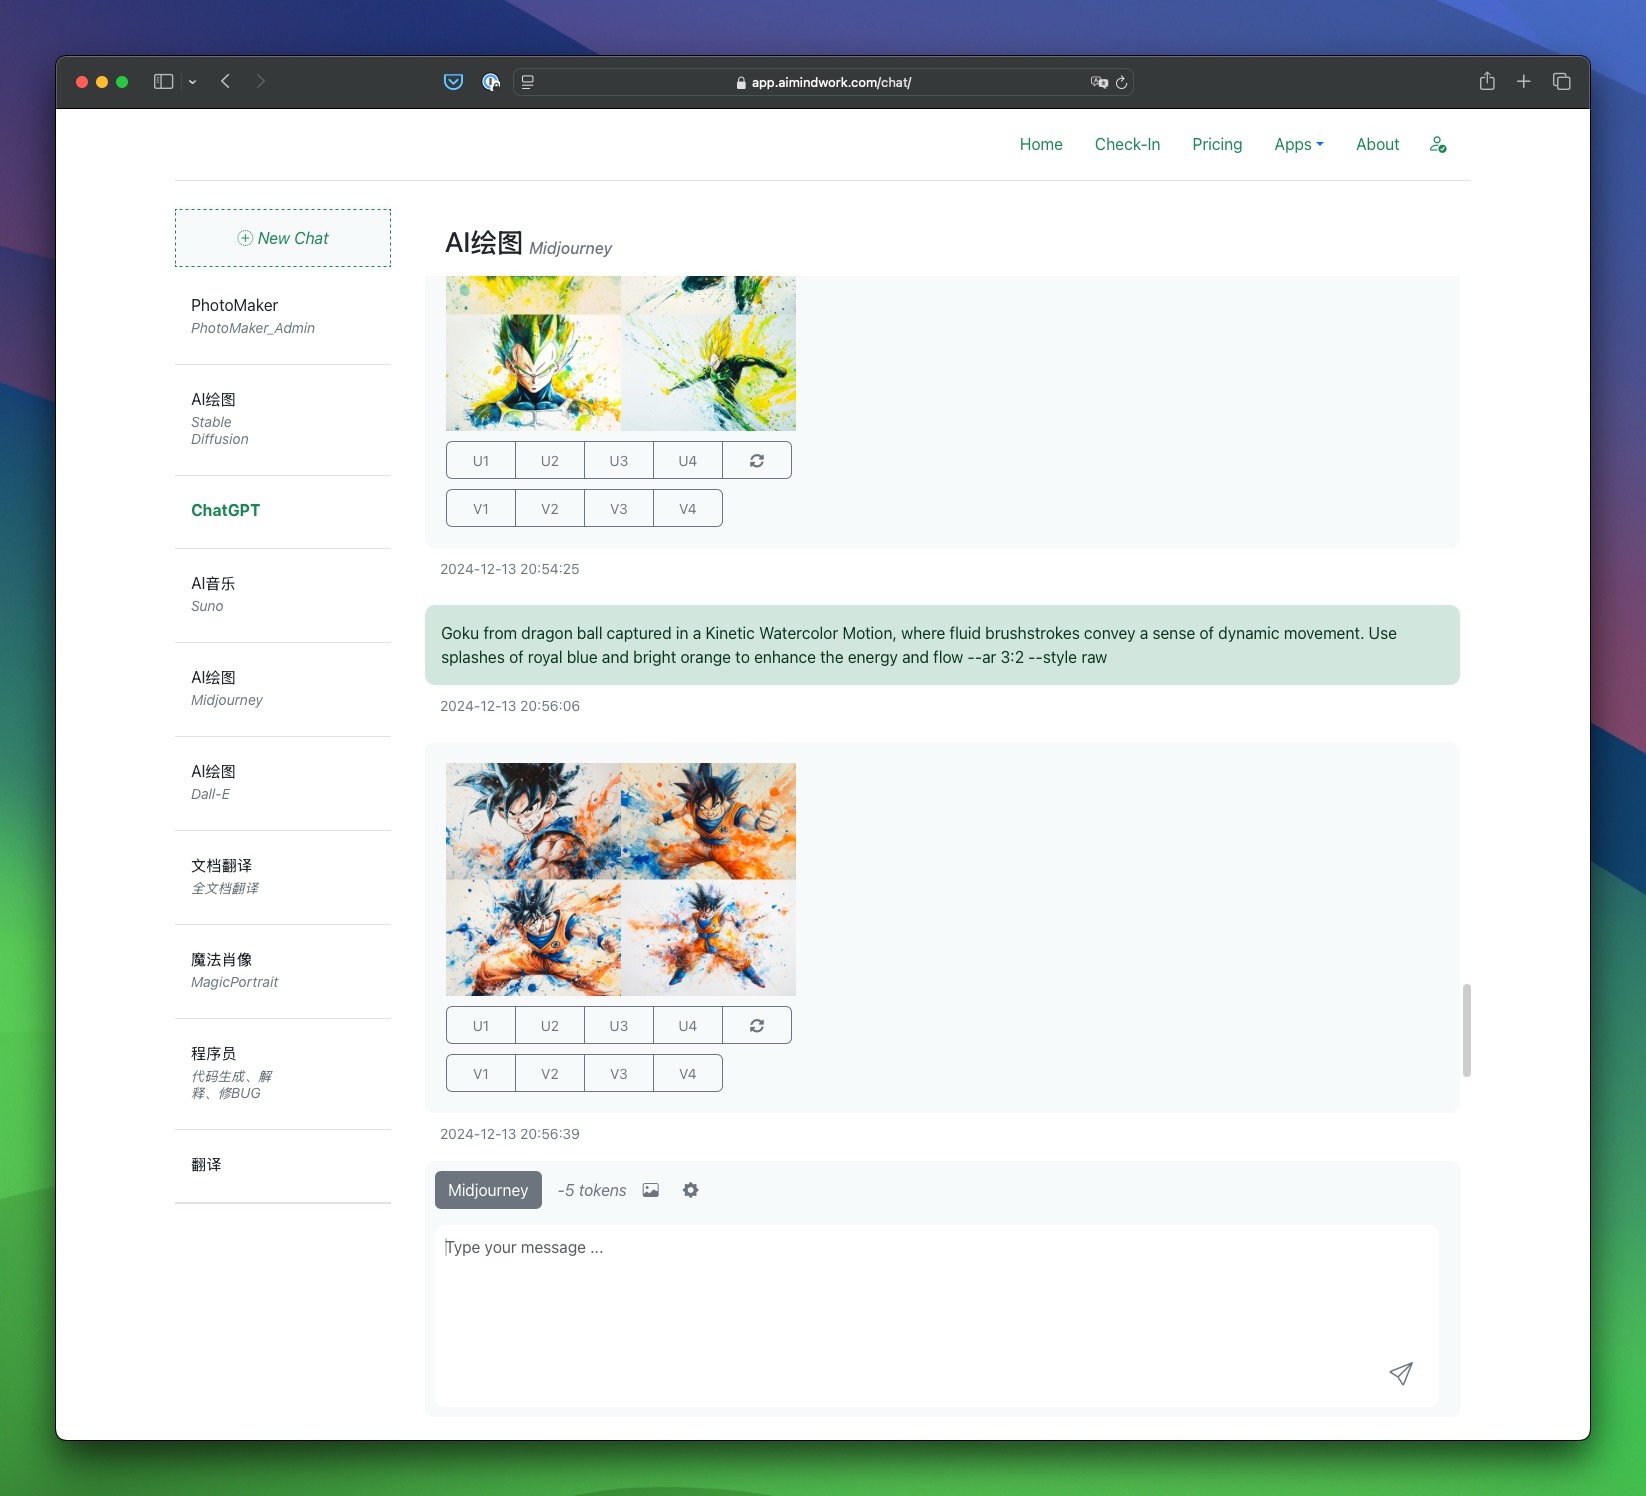 app.aimindwork.com/chat/
Home
Check-In
Pricing
Apps
About
New Chat
PhotoMaker
PhotoMaker_Admin
AI绘图
Stable
Diffusion
ChatGPT
AI音乐
Suno
AI绘图
Midjourney
AI绘图
Dall-E
文档翻译
全文档翻译
魔法肖像
MagicPortrait
程序员
代码生成、解
释、修BUG
翻译
AI绘图 Midjourney
U1
U2
U3
U4
V1
V2
V3
V4
2024-12-13 20:54:25
Goku from dragon ball captured in a Kinetic Watercolor Motion, where fluid brushstrokes convey a sense of dynamic movement. Use
splashes of royal blue and bright orange to enhance the energy and flow --ar 3:2 --style raw
2024-12-13 20:56:06
U1
U2
U3
U4
V1
V2
V3
V4
2024-12-13 20:56:39
Midjourney
-5 tokens
Type your message ...